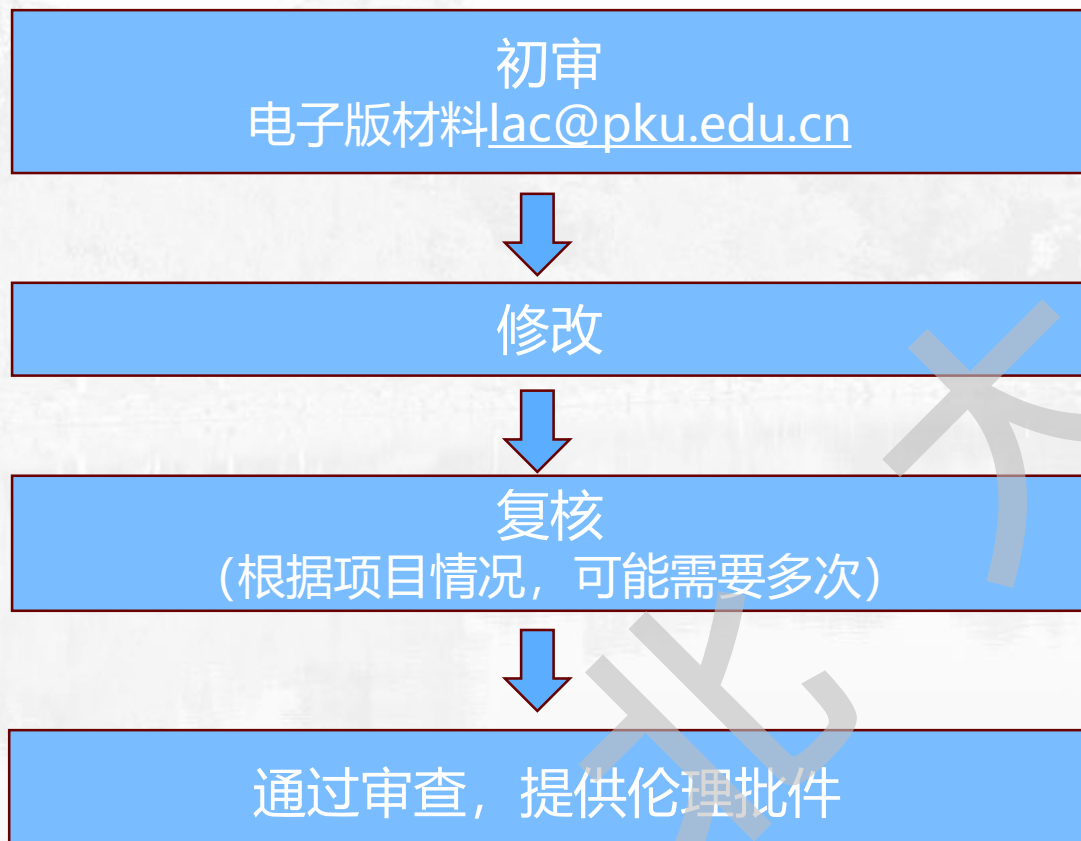 初审
电子版材料lac@pku.edu.cn
修改
复核
（根据项目情况，可能需要多次）
通过审查，提供伦理批件
北大